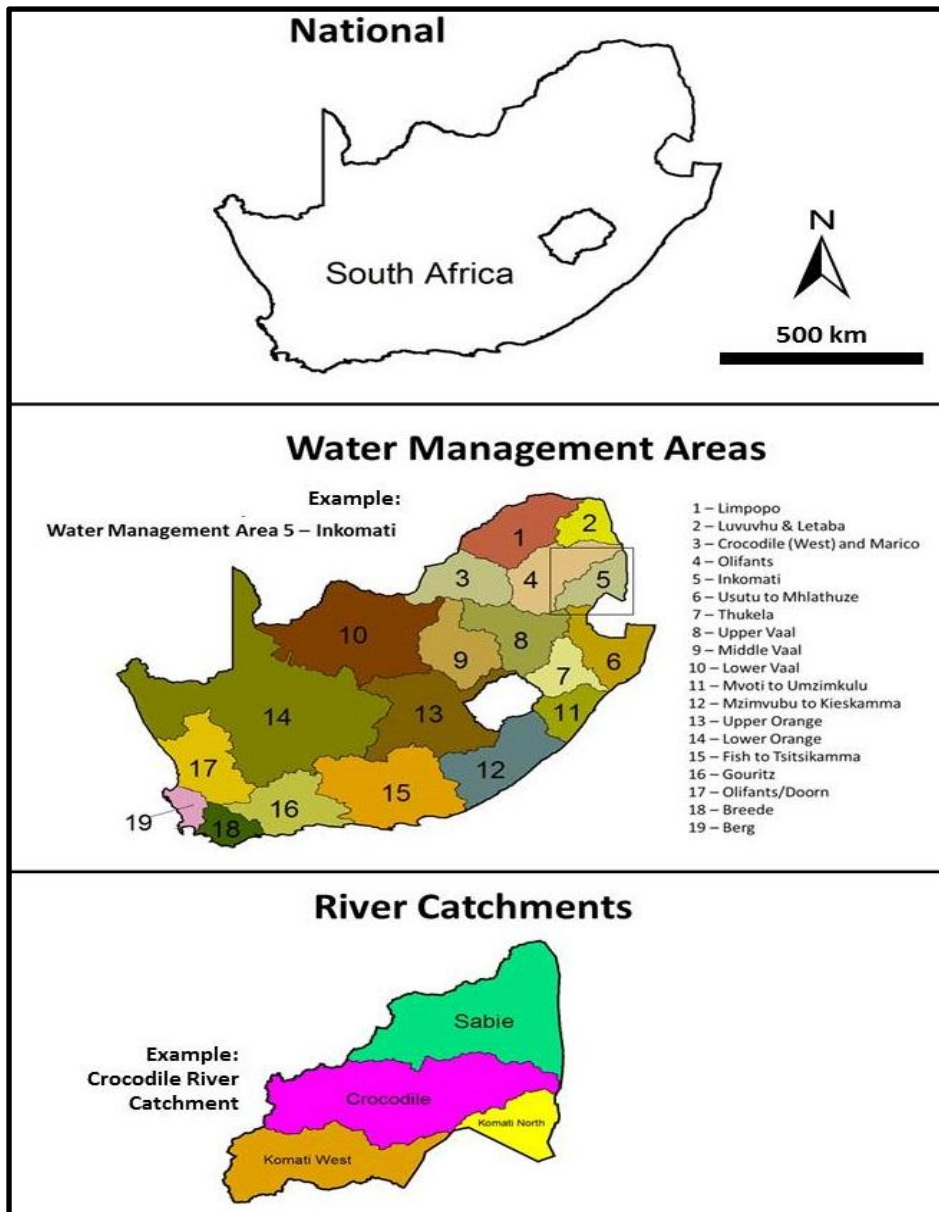 National
South Africa
N
500 km
Water Management Areas
Example:
Water Management Area 5 – Inkomati
1
2
3
4
5
6
7
8
9
10
11
12
13
14
15
16
17
18
19
1 – Limpopo
2 – Luvuvhu & Letaba
3 – Crocodile (West) and Marico
4 – Olifants
5 – Inkomati
6 – Usutu to Mhlathuze
7 – Thukela
8 – Upper Vaal
9 – Middle Vaal
10 – Lower Vaal
11 – Mvoti to Umzimkulu
12 – Mzimvubu to Kieskamma
13 – Upper Orange
14 – Lower Orange
15 – Fish to Tsitsikamma
16 – Gouritz
17 – Olifants/Doorn
18 – Breede
19 – Berg
River Catchments
Sabie
Example:
Crocodile River
Catchment
Crocodile
Komati North
Komati West